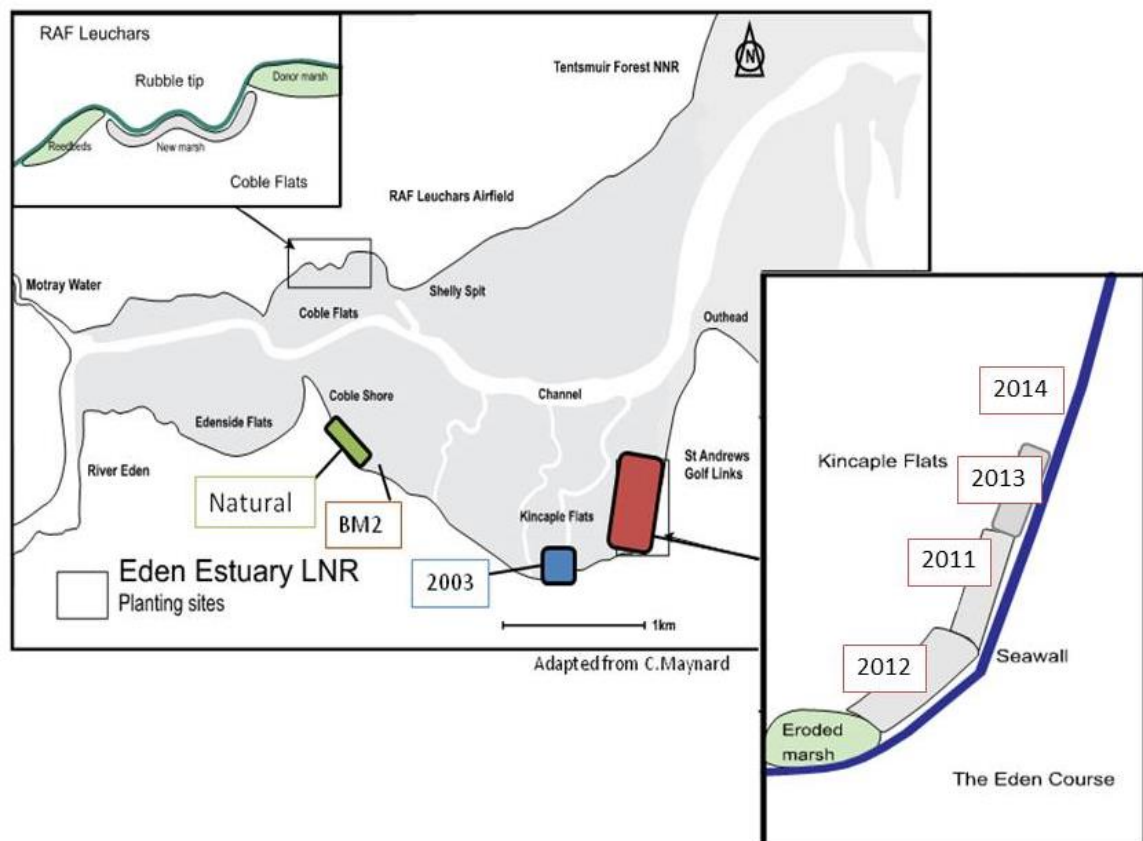 RAF Leuchars
Rubble tip
Donor marsh
Reedbeds
New marsh
Coble Flats
N
Tentsmuir Forest NNR
RAF Leuchars Airfield
Motray Water
Shelly Spit
Coble Flats
Outhead
Coble Shore
Channel
Edenside Flats
St Andrews
Golf Links
River Eden
Natural
BM2
Kincaple Flats
2003
Eden Estuary LNR
Planting sites
1km
Adapted from C.Maynard
2014
Kincaple Flats
2013
2011
2012
Seawall
Eroded
marsh
The Eden Course